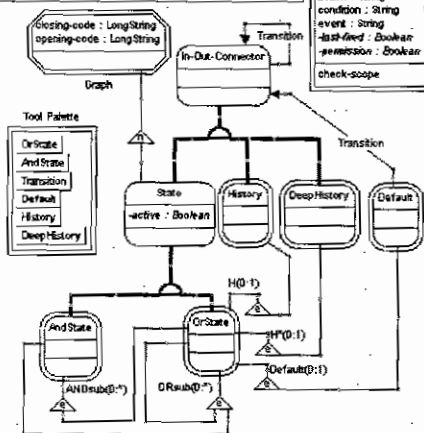 closing-code : LongString
opening-code : LongString
Graph
condition : String
event : String
-last-fired : Boolean
-permission : Boolean
check-scope
In-Out-Connector
Transition
Tool Palette
OrState
AndState
Transition
Default
History
DeepHistory
n
Transition
State
-active : Boolean
History
DeepHistory
Default
AndState
OrState
H(0:1)
e
H*(0:1)
e
Default(0:1)
e
ANDsub(0:*)
e
ORsub(0:*)
e